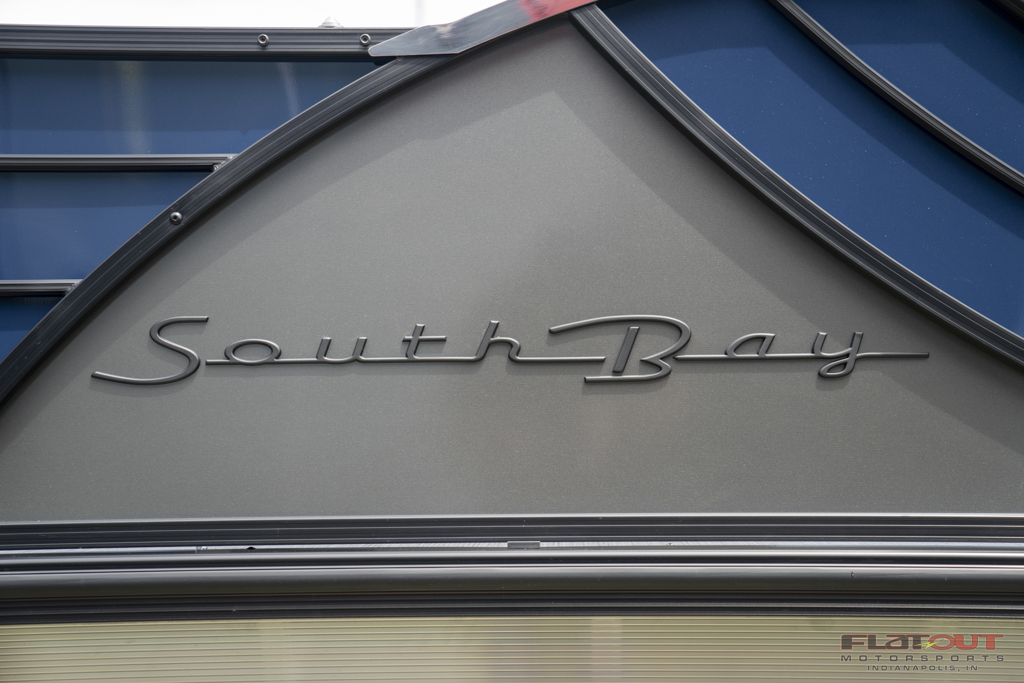 South Bay
FLATOUT
MOTORSPORTS
INDIANAPOLIS, IN